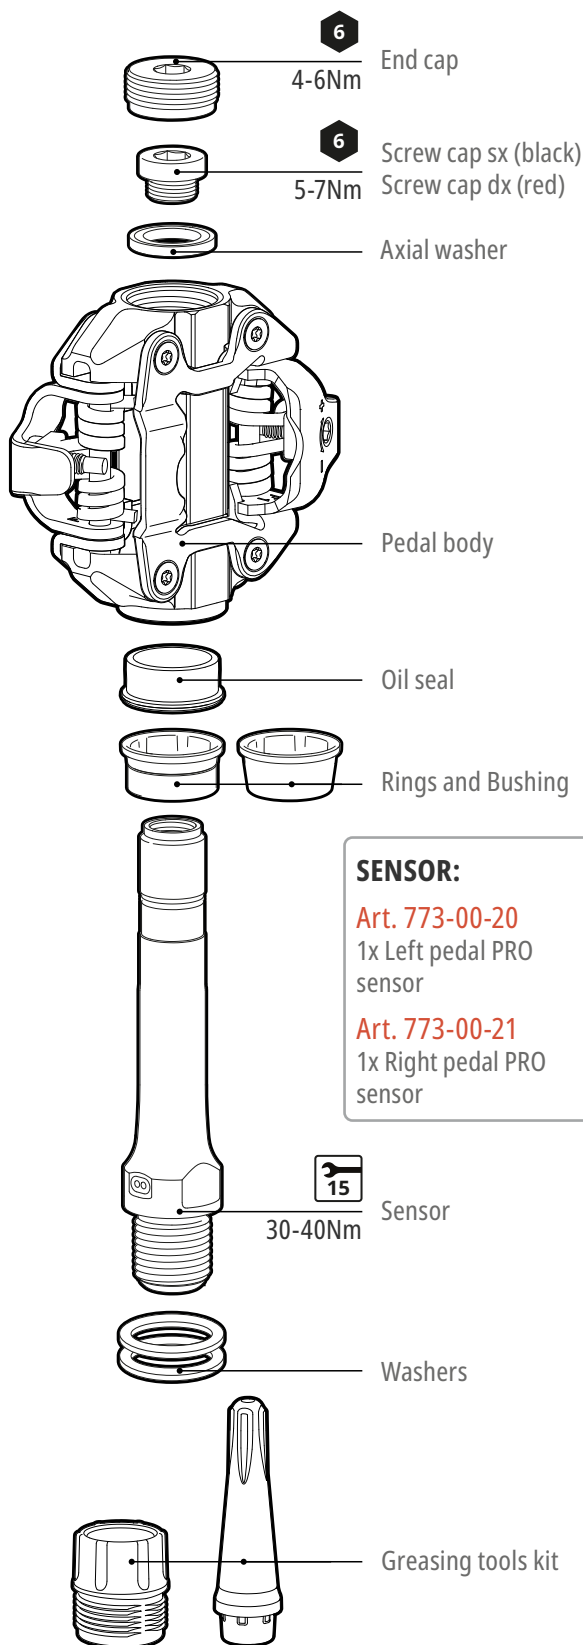 6
4-6Nm
End cap
6
5-7Nm
Screw cap sx (black)
Screw cap dx (red)
Axial washer
Pedal body
Oil seal
Rings and Bushing
SENSOR:
Art. 773-00-20
1x Left pedal PRO
sensor
Art. 773-00-21
1x Right pedal PRO
sensor
15
30-40Nm
Sensor
Washers
Greasing tools kit